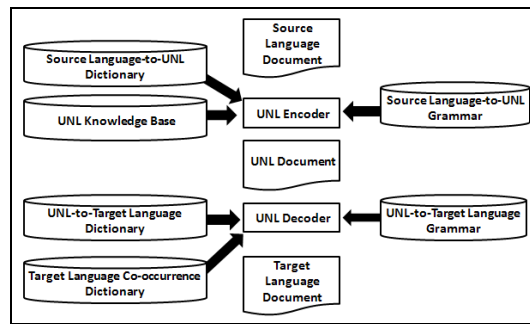 Source
Language
Document
Source Language-to-UNL
Dictionary
UNL Knowledge Base
UNL Encoder
Source Language-to-UNL
Grammar
UNL Document
UNL-to-Target Language
Dictionary
UNL Decoder
UNL-to-Target Language
Grammar
Target Language Co-occurrence
Dictionary
Target
Language
Document